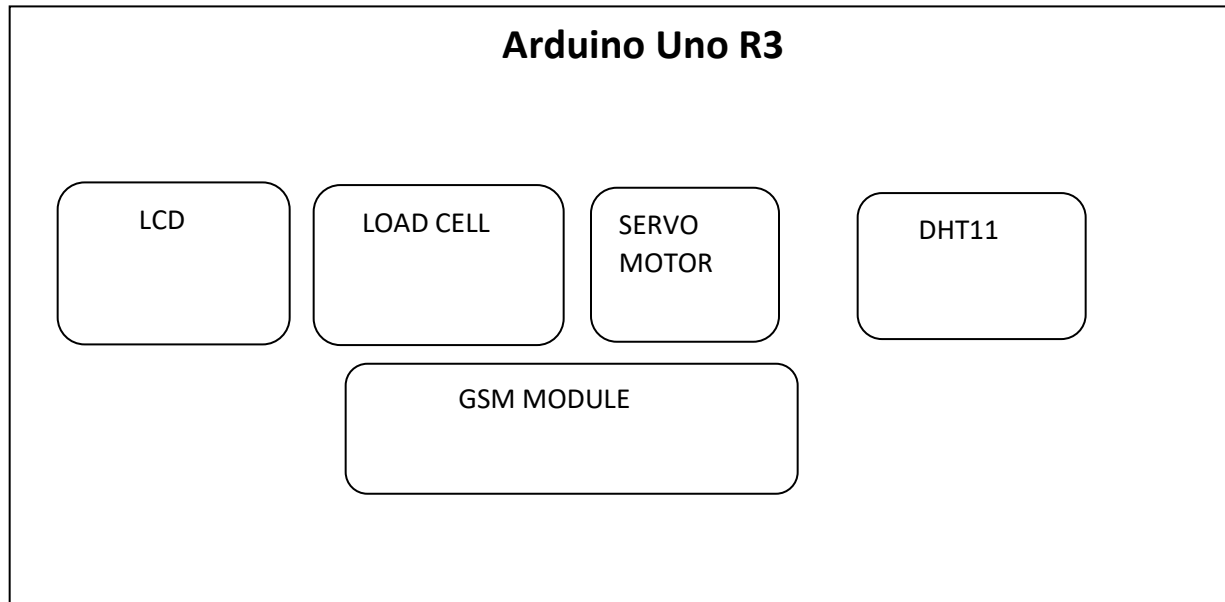 Arduino Uno R3
LCD
LOAD CELL
SERVO
MOTOR
DHT11
GSM MODULE